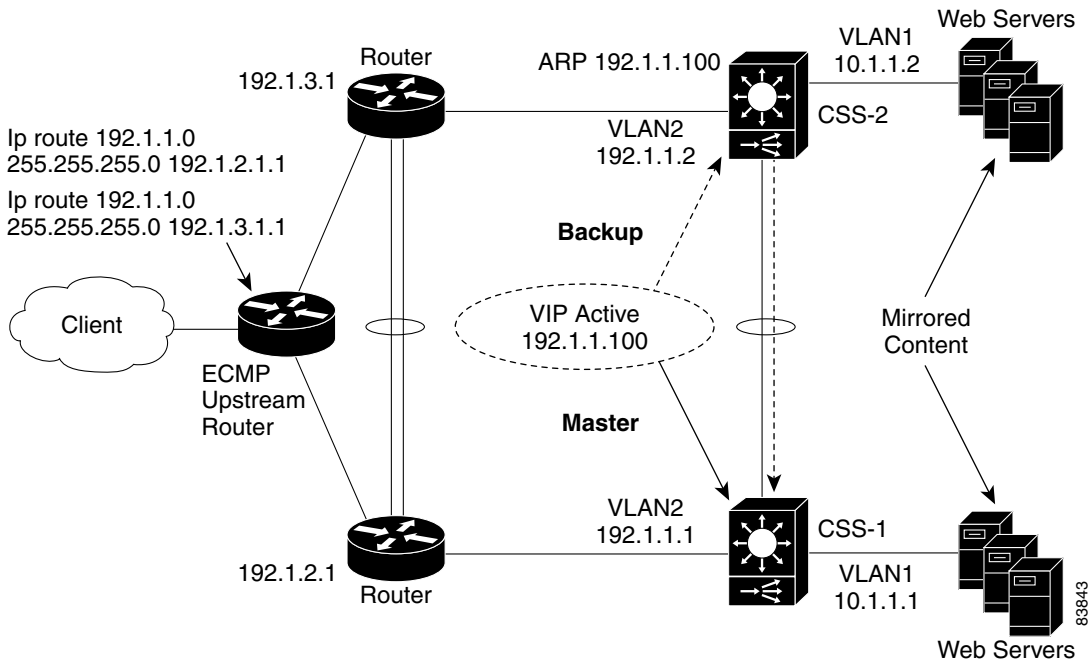 Web Servers
Router
VLAN1
10.1.1.2
ARP 192.1.1.100
192.1.3.1
CSS-2
VLAN2
192.1.1.2
Ip route 192.1.1.0
255.255.255.0 192.1.2.1.1
Ip route 192.1.1.0
255.255.255.0 192.1.3.1.1
Backup
Client
VIP Active
192.1.1.100
Mirrored
Content
ECMP
Upstream
Router
Master
VLAN2
192.1.1.1
CSS-1
192.1.2.1
Router
VLAN1
10.1.1.1
83843
Web Servers